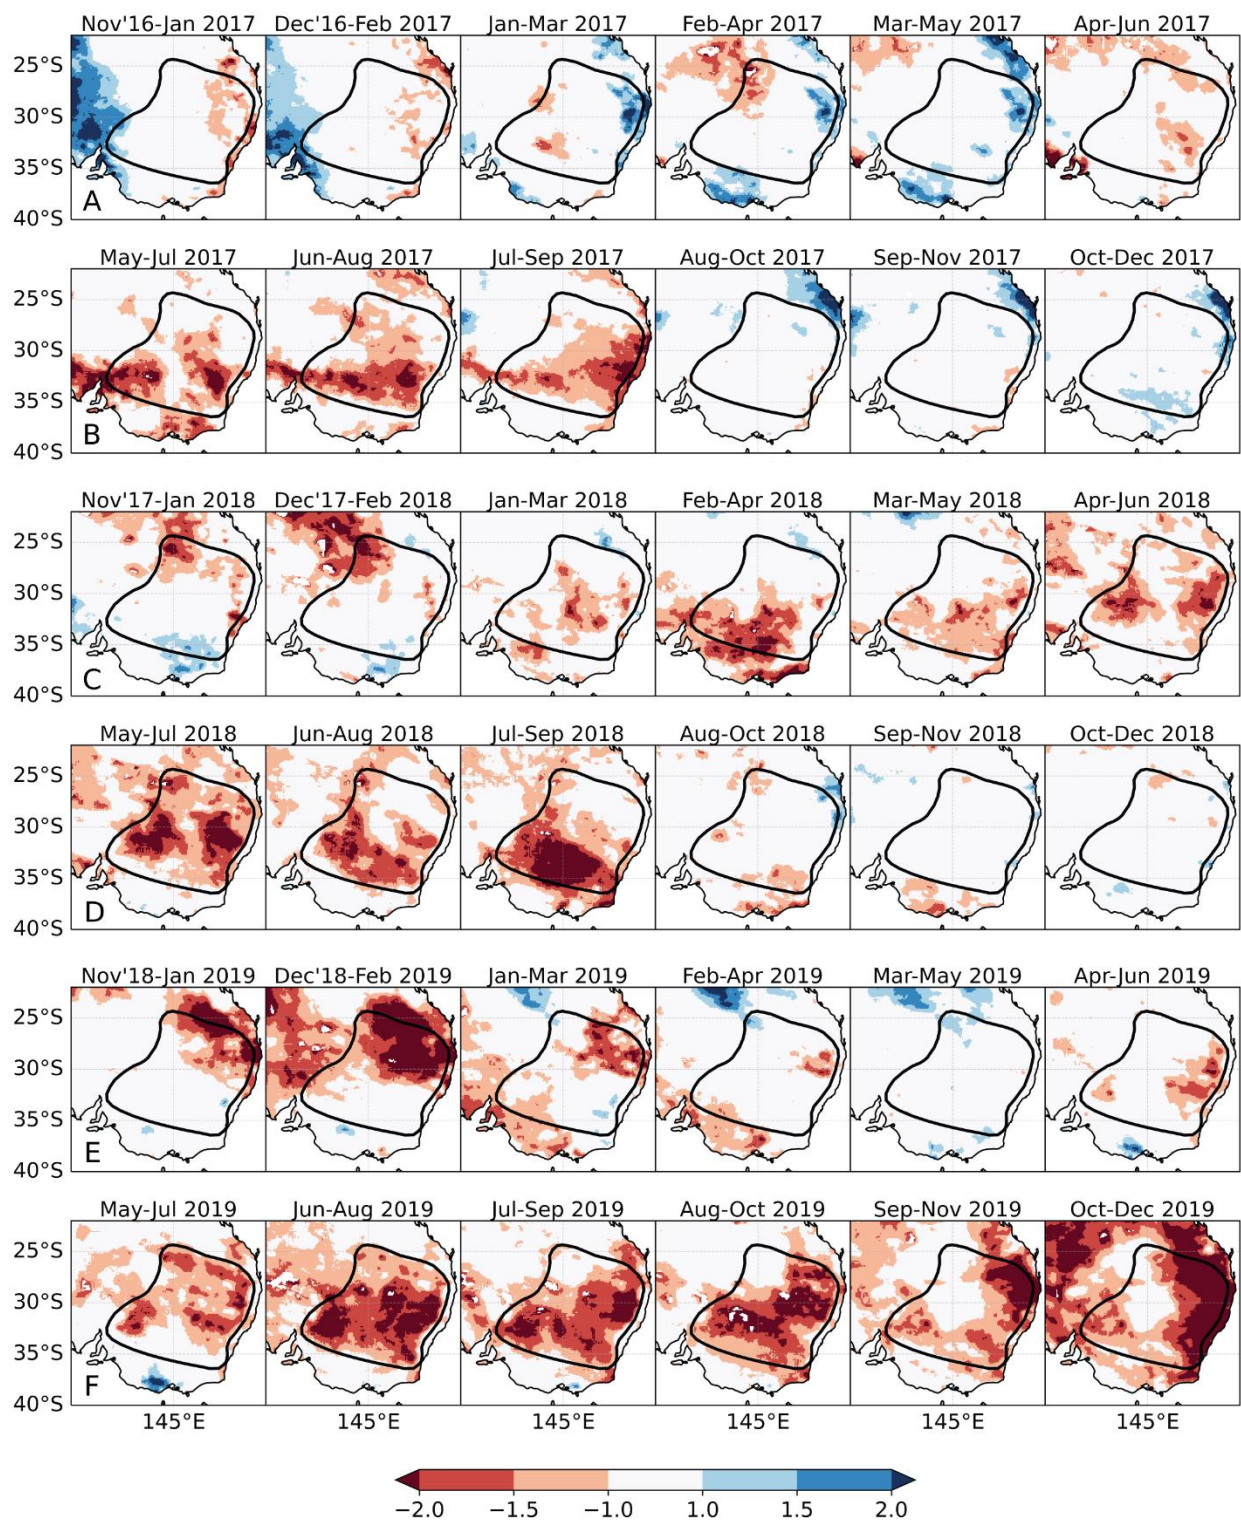 Nov'16-Jan 2017 Dec'16-Feb 2017 Jan-Mar 2017 Feb-Apr 2017 Mar-May 2017 Apr-Jun 2017
25°S
30°S
35°S
40°S
A
May-Jul 2017 Jun-Aug 2017 Jul-Sep 2017 Aug-Oct 2017 Sep-Nov 2017 Oct-Dec 2017
25°S
30°S
35°S
40°S
B
Nov'17-Jan 2018 Dec'17-Feb 2018 Jan-Mar 2018 Feb-Apr 2018 Mar-May 2018 Apr-Jun 2018
25°S
30°S
35°S
40°S
C
May-Jul 2018 Jun-Aug 2018 Jul-Sep 2018 Aug-Oct 2018 Sep-Nov 2018 Oct-Dec 2018
25°S
30°S
35°S
40°S
D
Nov'18-Jan 2019 Dec'18-Feb 2019 Jan-Mar 2019 Feb-Apr 2019 Mar-May 2019 Apr-Jun 2019
25°S
30°S
35°S
40°S
E
May-Jul 2019 Jun-Aug 2019 Jul-Sep 2019 Aug-Oct 2019 Sep-Nov 2019 Oct-Dec 2019
25°S
30°S
35°S
40°S
F
145°E 145°E 145°E 145°E 145°E 145°E
−2.0 −1.5 −1.0 1.0 1.5 2.0